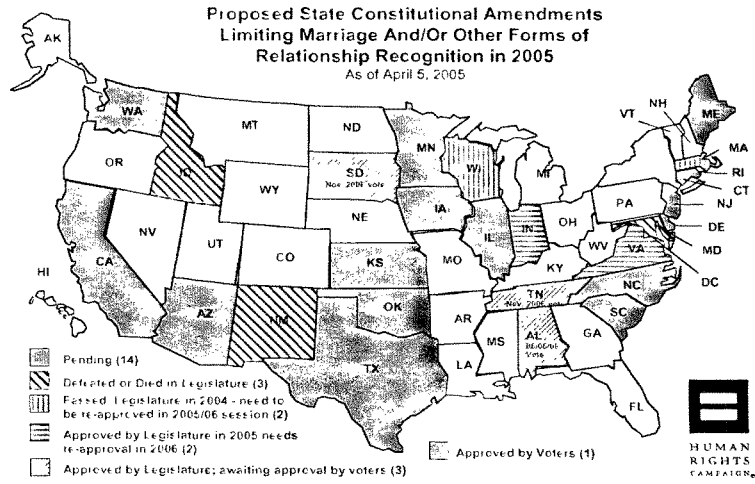 Proposed State Constitutional Amendments
Limiting Marriage And/Or Other Forms of
Relationship Recognition in 2005
As of April 5, 2005
AK
WA
MT
ND
MN
VT
NH
ME
OR
ID
SD
Nov. 2006 vote
WI
MI
MA
RI
CT
WY
IA
PA
NJ
NE
OH
DE
NV
UT
IL
IN
WV
VA
MD
CO
DC
HI
CA
KS
MO
KY
NC
AZ
NM
OK
TN
Nov. 2006 vote
AR
SC
MS
AL
Vote
GA
TX
LA
FL
Pending (14)
Defeated or Died in Legislature (3)
Passed Legislature in 2004 - need to
be re-approved in 2005/06 session (2)
Approved by Legislature in 2005 needs
re-approval in 2006 (2)
Approved by Legislature; awaiting approval by voters (3)
Approved by Voters (1)
HUMAN
RIGHTS
CAMPAIGN®